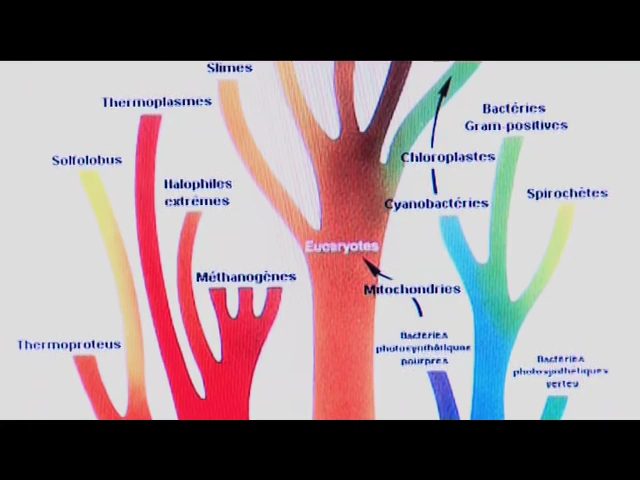 Slimes
Thermoplasmes
Bactéries
Gram-positives
Solfolobus
Chloroplastes
Halophiles
extrêmes
Spirochètes
Cyanobactéries
Eucaryotes
Méthanogènes
Mitochondries
Thermoproteus
Bactéries
photosynthétiques
pourpres
Bactéries
photosynthétiques
vertes